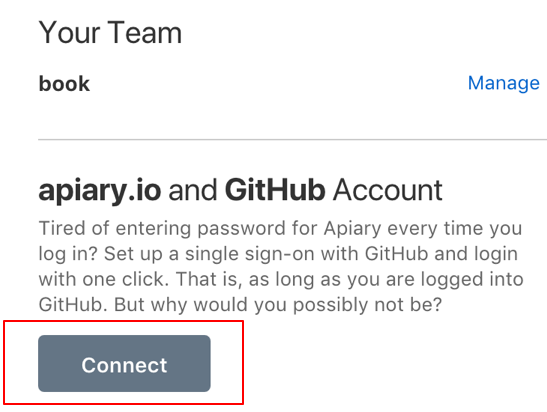 Your Team
book Manage
apiary.io and GitHub Account
Tired of entering password for Apiary every time you
log in? Set up a single sign-on with GitHub and login
with one click. That is, as long as you are logged into
GitHub. But why would you possibly not be?
Connect